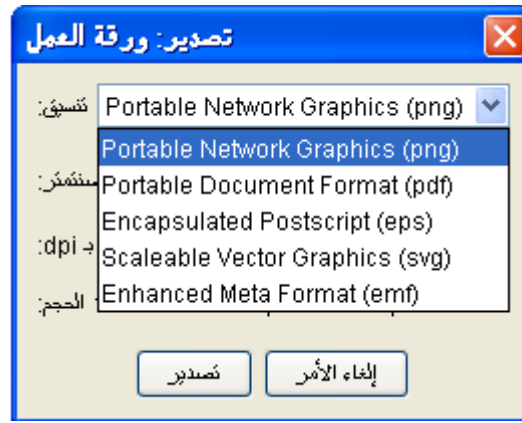 تصدير: ورقة العمل
تنسيق: Portable Network Graphics (png)
Portable Network Graphics (png)
Portable Document Format (pdf)
Encapsulated Postscript (eps)
بـ dpi:
Scaleable Vector Graphics (svg)
الحجم:
Enhanced Meta Format (emf)
تصدير
إلغاء الأمر